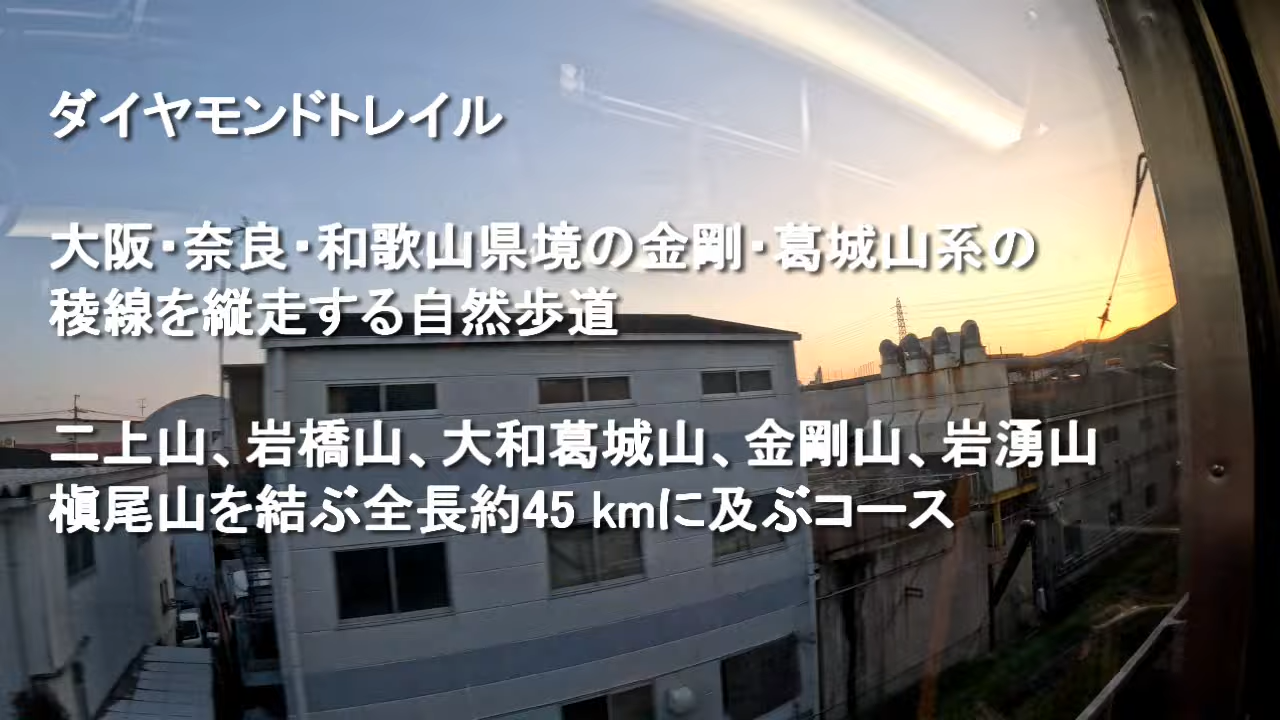 ダイヤモンドトレイル
大阪・奈良・和歌山県境の金剛・葛城山系の
稜線を縦走する自然歩道
二上山、岩橋山、大和葛城山、金剛山、岩湧山
槇尾山を結ぶ全長約45 kmに及ぶコース